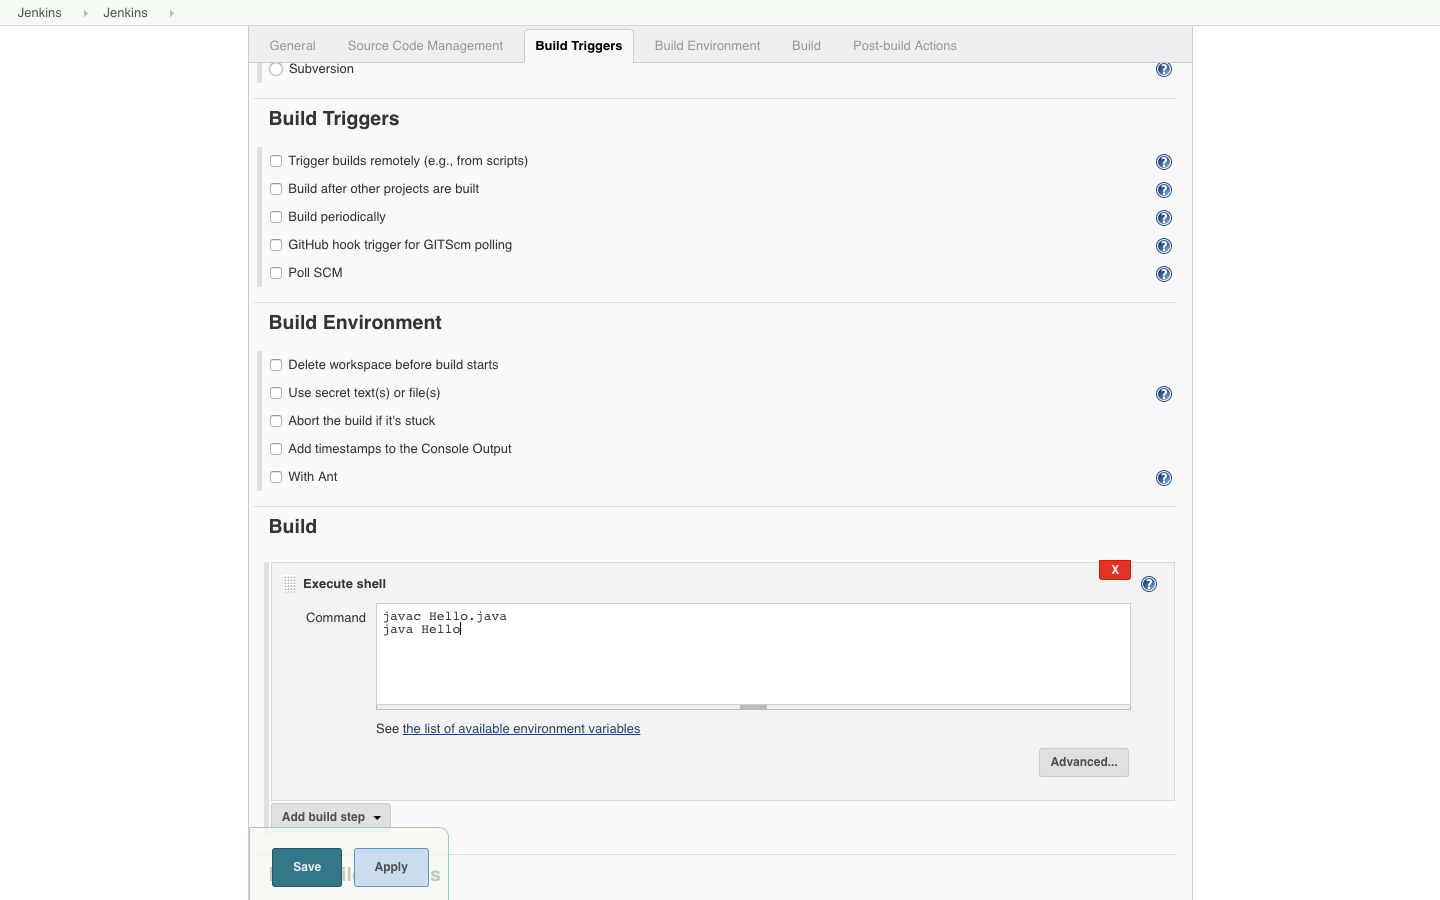 Jenkins Jenkins
General Source Code Management Build Triggers Build Environment Build Post-build Actions
Subversion
Build Triggers
Trigger builds remotely (e.g., from scripts)
Build after other projects are built
Build periodically
GitHub hook trigger for GITScm polling
Poll SCM
Build Environment
Delete workspace before build starts
Use secret text(s) or file(s)
Abort the build if it's stuck
Add timestamps to the Console Output
With Ant
Build
X
Execute shell
Command
javac Hello.java
java Hello
See the list of available environment variables
Advanced...
Add build step
Save Apply